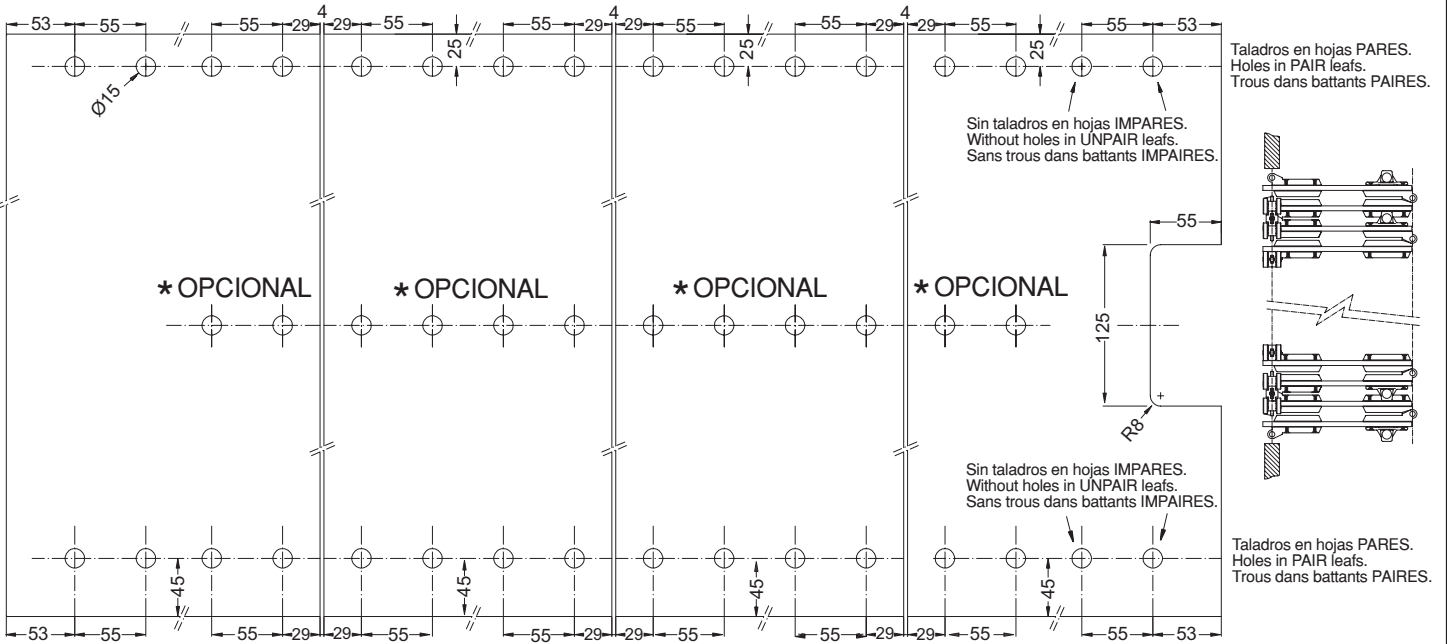 4 4 4
53 55 55 29 29 55 55 29 29 55 55 29 29 55 55 53
25 25 25
Ø15
Taladros en hojas PARES.
Holes in PAIR leafs.
Trous dans battants PAIRES.
Sin taladros en hojas IMPARES.
Without holes in UNPAIR leafs.
Sans trous dans battants IMPAIRES.
55
* OPCIONAL * OPCIONAL * OPCIONAL * OPCIONAL
125
R8
Sin taladros en hojas IMPARES.
Without holes in UNPAIR leafs.
Sans trous dans battants IMPAIRES.
Taladros en hojas PARES.
Holes in PAIR leafs.
Trous dans battants PAIRES.
45 45 45 45
53 55 55 29 29 55 55 29 29 55 55 29 29 55 55 53